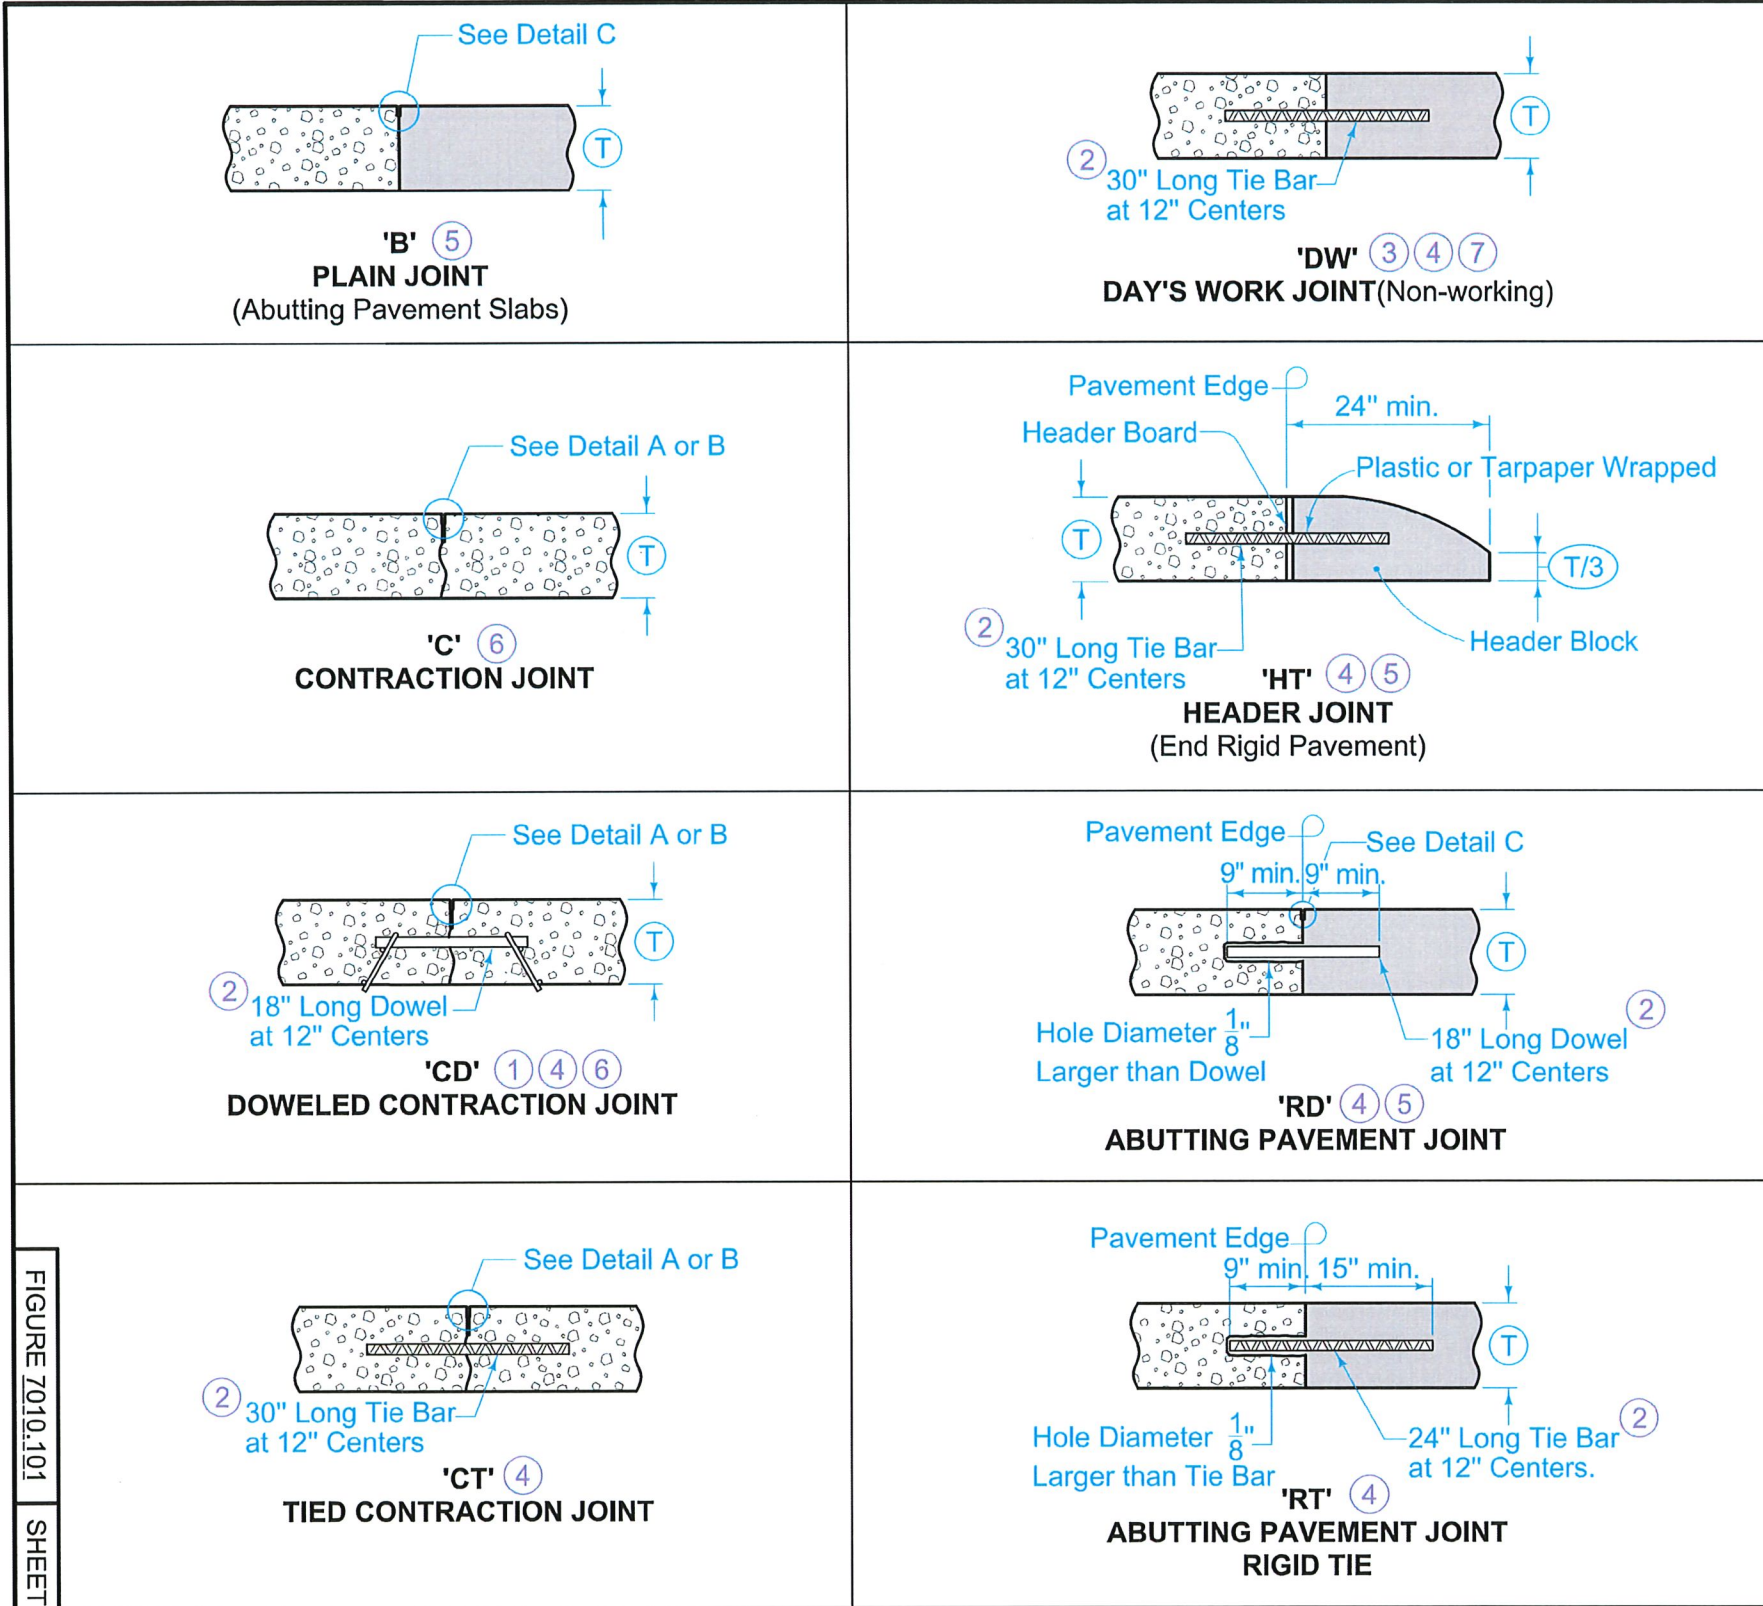 See Detail C
T
'B' 5
PLAIN JOINT
(Abutting Pavement Slabs)
T
2
30" Long Tie Bar
at 12" Centers
'DW' 3 4 7
DAY'S WORK JOINT(Non-working)
See Detail A or B
T
'C' 6
CONTRACTION JOINT
Pavement Edge
24" min.
Header Board
Plastic or Tarpaper Wrapped
T
T/3
2
30" Long Tie Bar
at 12" Centers
Header Block
'HT' 4 5
HEADER JOINT
(End Rigid Pavement)
See Detail A or B
T
2
18" Long Dowel
at 12" Centers
'CD' 1 4 6
DOWELED CONTRACTION JOINT
Pavement Edge
See Detail C
9" min. 9" min.
T
Hole Diameter 1/8"
Larger than Dowel
2
18" Long Dowel
at 12" Centers
'RD' 4 5
ABUTTING PAVEMENT JOINT
See Detail A or B
2
30" Long Tie Bar
at 12" Centers
'CT' 4
TIED CONTRACTION JOINT
Pavement Edge
9" min. 15" min.
T
Hole Diameter 1/8"
Larger than Tie Bar
2
24" Long Tie Bar
at 12" Centers.
'RT' 4
ABUTTING PAVEMENT JOINT
RIGID TIE
FIGURE 7010.101
SHEET